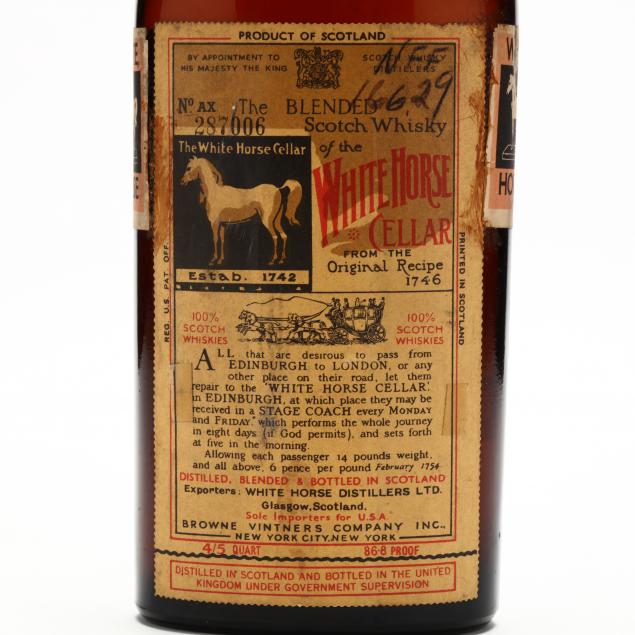 PRODUCT OF SCOTLAND
BY APPOINTMENT TO
HIS MAJESTY THE KING
SCOTCH WHISKY
DISTILLERS
16629
No. AX
287006
The BLENDED
Scotch Whisky
of the
WHITE HORSE
CELLAR
FROM THE
Original Recipe
1746
The White Horse Cellar
Estab. 1742
REG. U.S. PAT. OFF.
PRINTED IN SCOTLAND
100%
SCOTCH
WHISKIES
100%
SCOTCH
WHISKIES
ALL that are desirous to pass from
EDINBURGH to LONDON, or any
other place on their road, let them
repair to the 'WHITE HORSE CELLAR'
in EDINBURGH, at which place they may be
received in a STAGE COACH every MONDAY
and FRIDAY, which performs the whole journey
in eight days (if God permits), and sets forth
at five in the morning.
Allowing each passenger 14 pounds weight,
and all above, 6 pence per pound February 1754.
DISTILLED, BLENDED & BOTTLED IN SCOTLAND
Exporters: WHITE HORSE DISTILLERS LTD.
Glasgow, Scotland.
Sole Importers for U.S.A.
BROWNE VINTNERS COMPANY INC.,
NEW YORK CITY, NEW YORK
4/5 QUART
86·8 PROOF
DISTILLED IN SCOTLAND AND BOTTLED IN THE UNITED
KINGDOM UNDER GOVERNMENT SUPERVISION